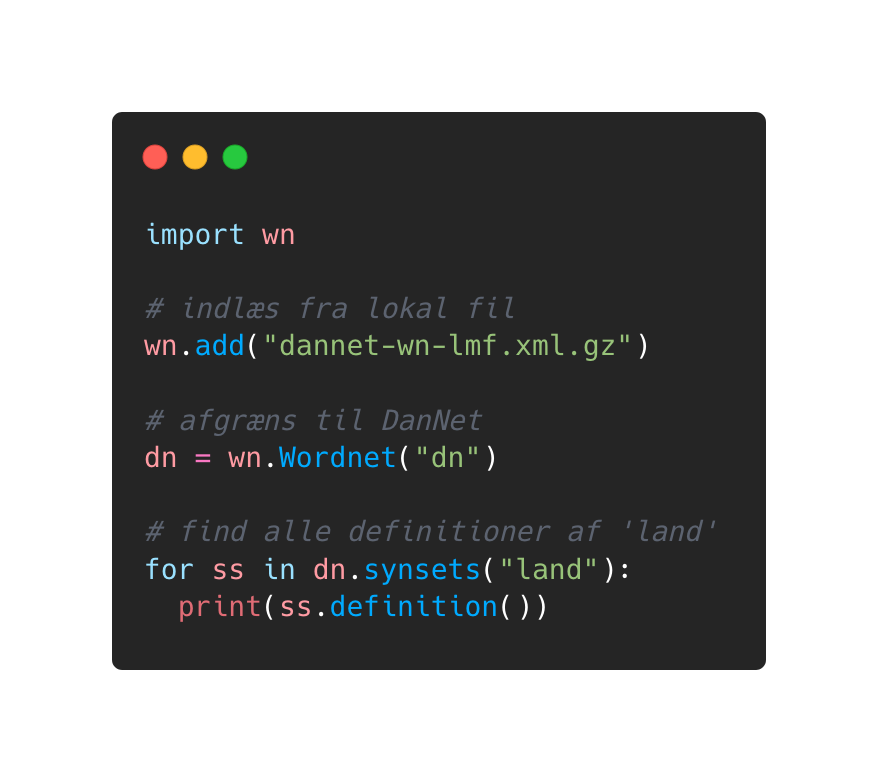 import wn
# indlæs fra lokal fil
wn.add("dannet-wn-lmf.xml.gz")
# afgræns til DanNet
dn = wn.Wordnet("dn")
# find alle definitioner af 'land'
for ss in dn.synsets("land"):
  print(ss.definition())